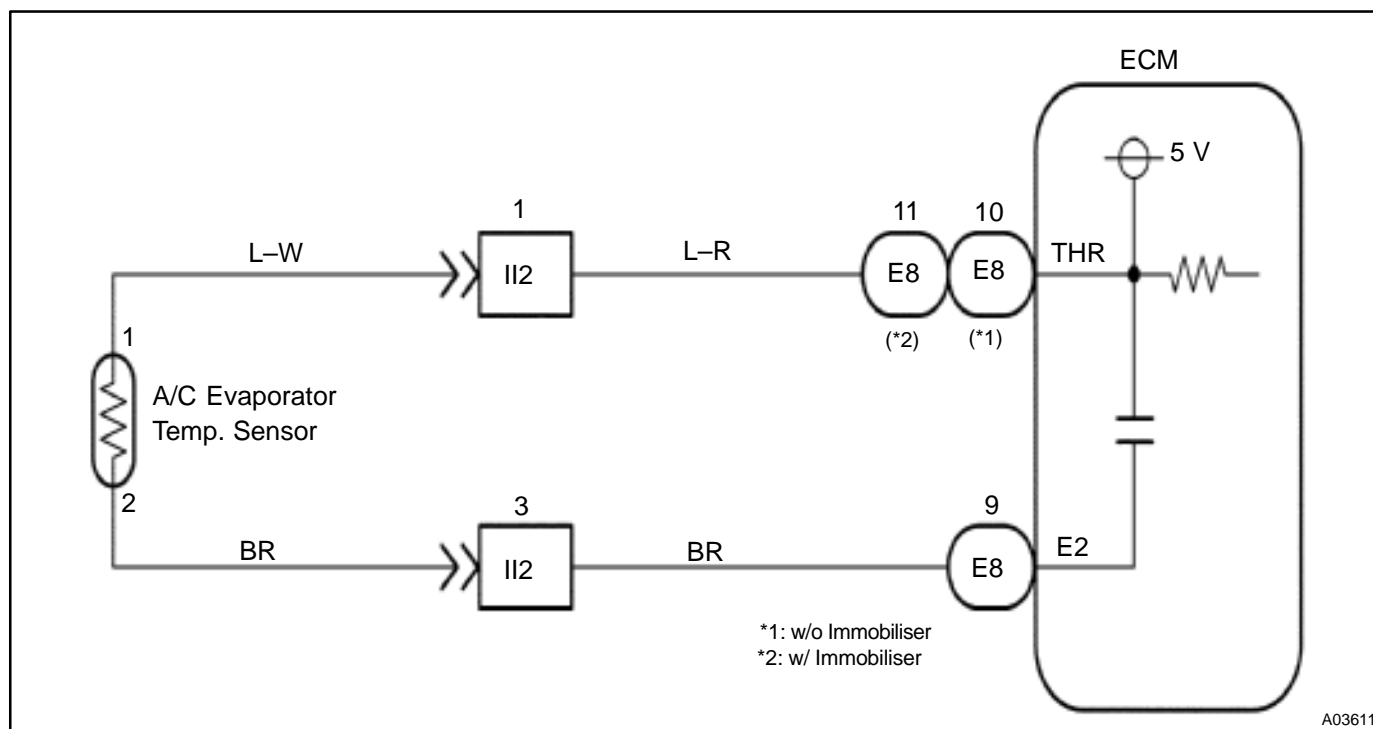 ECM
5 V
1
11
10
L–W
II2
L–R
E8
E8
THR
(*2)
(*1)
1
A/C Evaporator
Temp. Sensor
2
3
9
BR
II2
BR
E8
E2
*1: w/o Immobiliser
*2: w/ Immobiliser
A03611